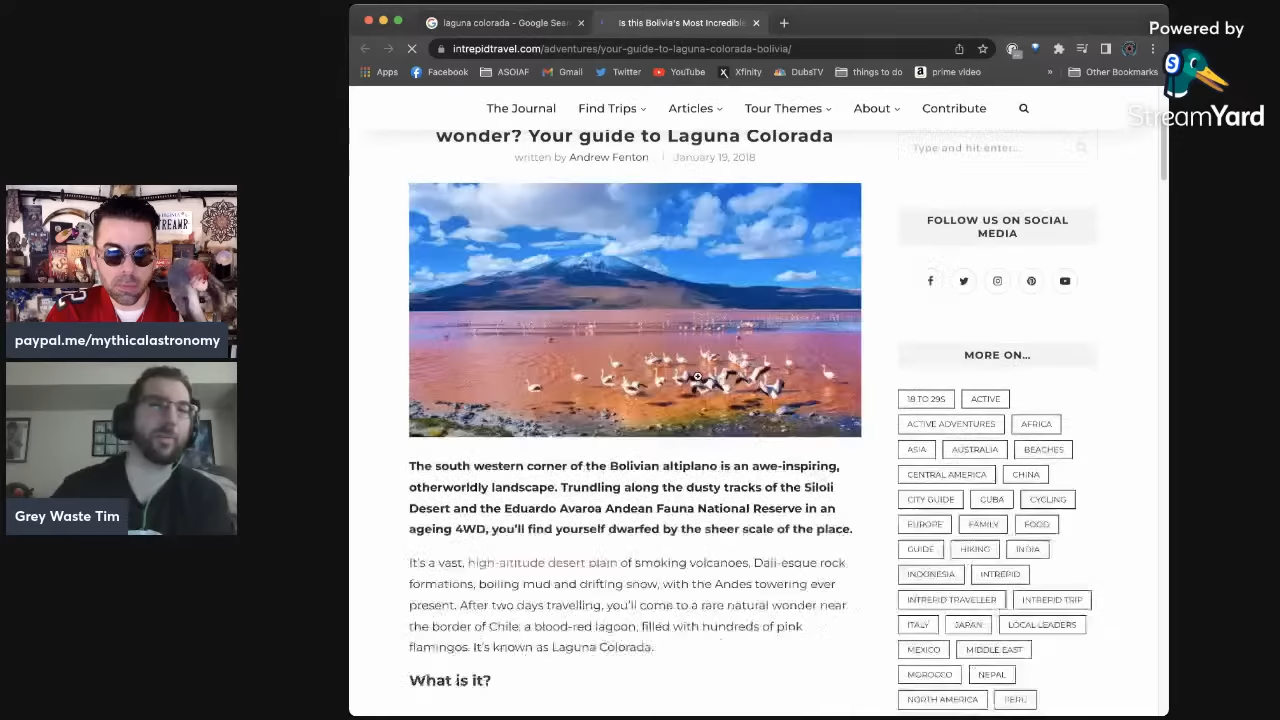 laguna colorada - Google Sear
Is this Bolivia's Most Incredible
intrepidtravel.com/adventures/your-guide-to-laguna-colorada-bolivia/
Apps
Facebook
ASOIAF
Gmail
Twitter
YouTube
Xfinity
DubsTV
things to do
prime video
»
Other Bookmarks
Powered by
StreamYard
The Journal
Find Trips
Articles
Tour Themes
About
Contribute
wonder? Your guide to Laguna Colorada
written by Andrew Fenton
January 19, 2018
Type and hit enter...
FOLLOW US ON SOCIAL
MEDIA
The south western corner of the Bolivian altiplano is an awe-inspiring,
otherworldly landscape. Trundling along the dusty tracks of the Siloli
Desert and the Eduardo Avaroa Andean Fauna National Reserve in an
ageing 4WD, you'll find yourself dwarfed by the sheer scale of the place.
It's a vast, high-altitude desert plain of smoking volcanoes, Dali-esque rock
formations, boiling mud and drifting snow, with the Andes towering ever
present. After two days travelling, you'll come to a rare natural wonder near
the border of Chile: a blood-red lagoon, filled with hundreds of pink
flamingos. It's known as Laguna Colorada.
What is it?
MORE ON...
18 TO 29S
ACTIVE
ACTIVE ADVENTURES
AFRICA
ASIA
AUSTRALIA
BEACHES
CENTRAL AMERICA
CHINA
CITY GUIDE
CUBA
CYCLING
EUROPE
FAMILY
FOOD
GUIDE
HIKING
INDIA
INDONESIA
INTREPID
INTREPID TRAVELLER
INTREPID TRIP
ITALY
JAPAN
LOCAL LEADERS
MEXICO
MIDDLE EAST
MOROCCO
NEPAL
NORTH AMERICA
PERU
paypal.me/mythicalastronomy
Grey Waste Tim